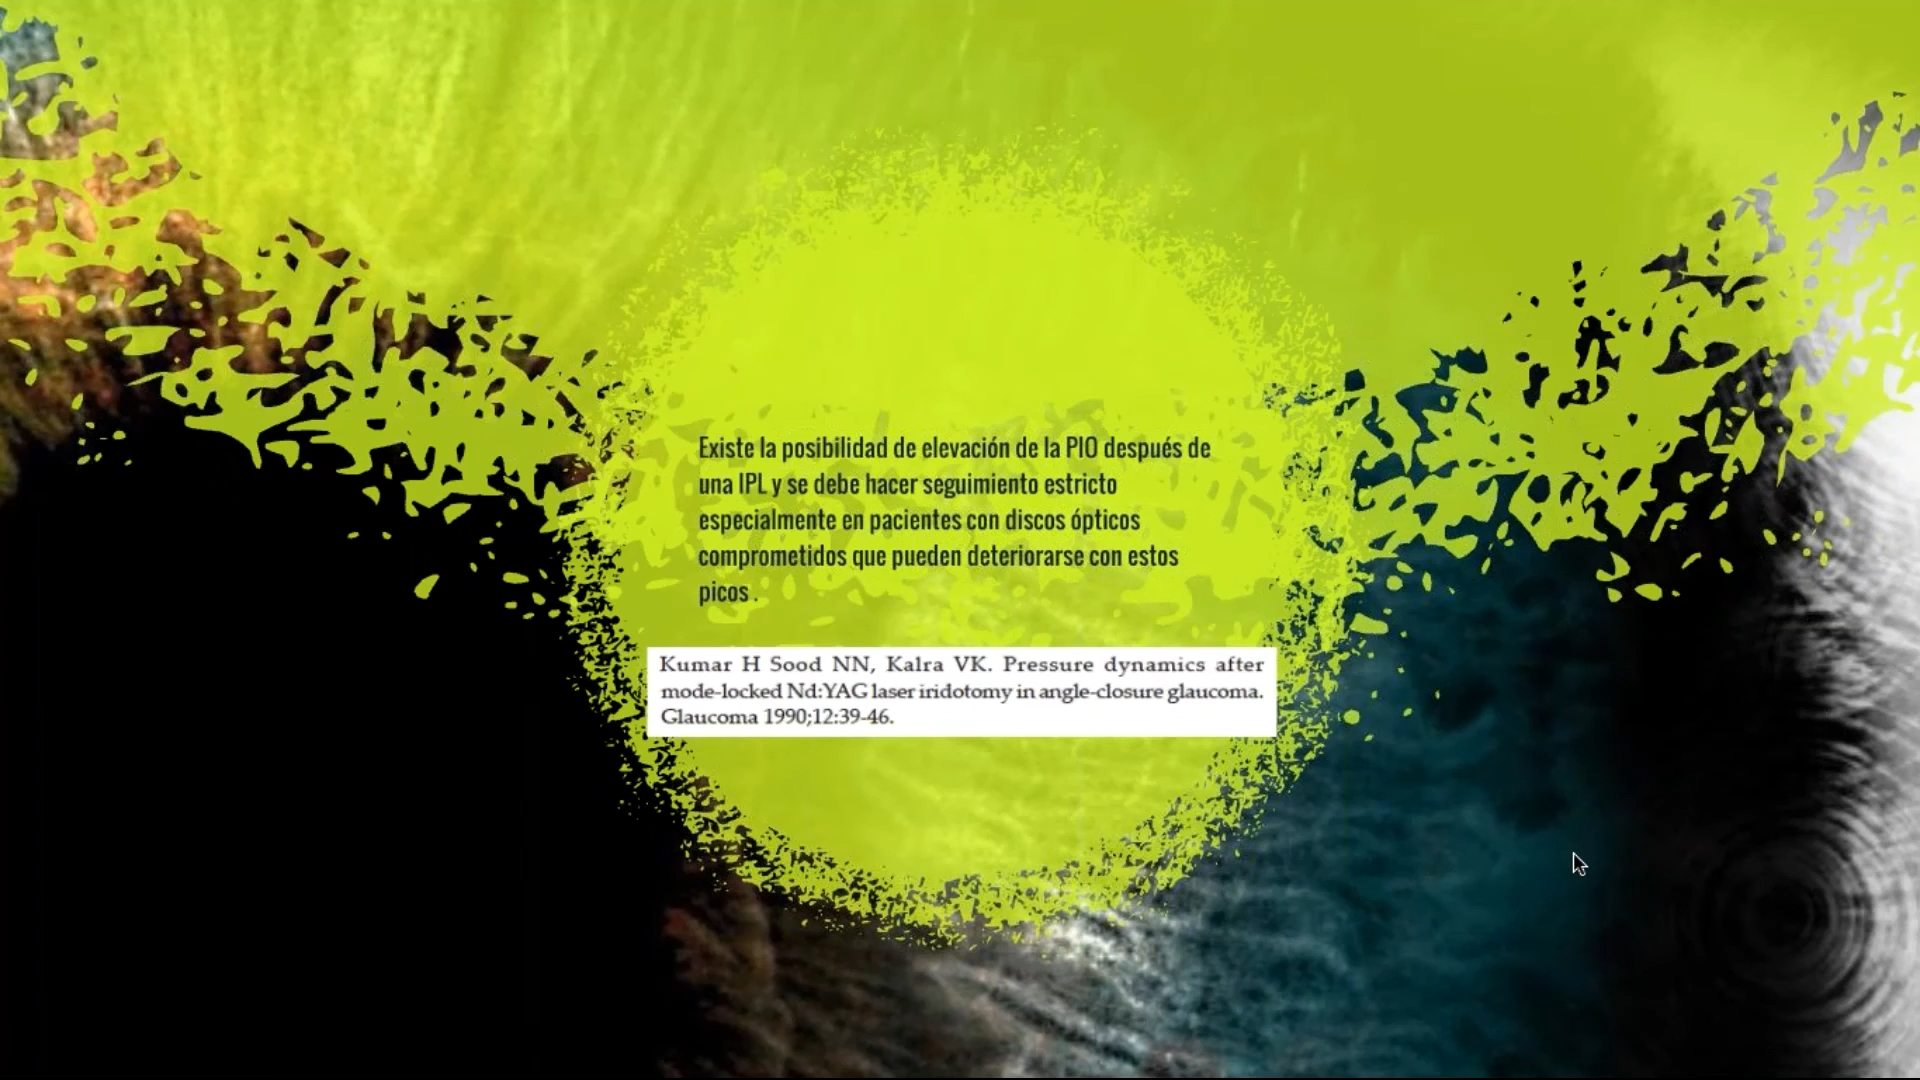 Existe la posibilidad de elevación de la PIO después de
una IPL y se debe hacer seguimiento estricto
especialmente en pacientes con discos ópticos
comprometidos que pueden deteriorarse con estos
picos .
Kumar H Sood NN, Kalra VK. Pressure dynamics after
mode-locked Nd:YAG laser iridotomy in angle-closure glaucoma.
Glaucoma 1990;12:39-46.